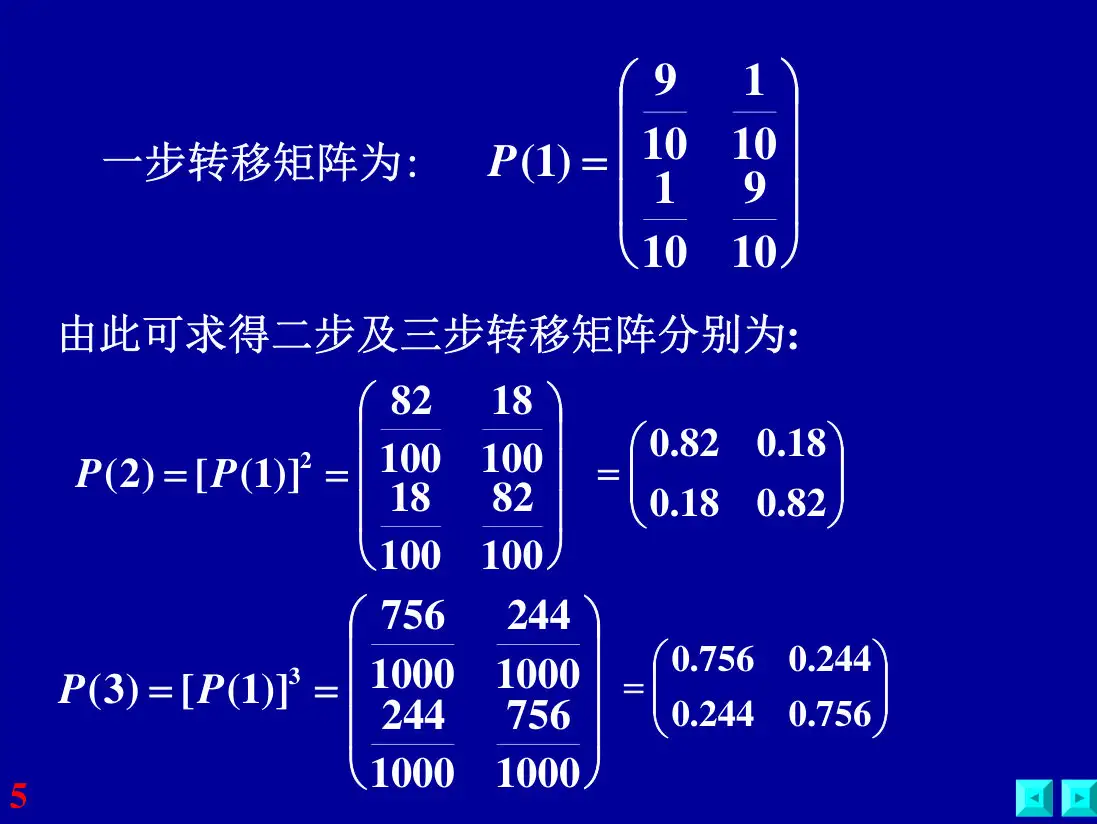 一步转移矩阵为: P(1) = ( 9/10 1/10
1/10 9/10 )
由此可求得二步及三步转移矩阵分别为:
P(2) = [P(1)]² = ( 82/100 18/100
18/100 82/100 ) = ( 0.82 0.18
0.18 0.82 )
P(3) = [P(1)]³ = ( 756/1000 244/1000
244/1000 756/1000 ) = ( 0.756 0.244
0.244 0.756 )
5